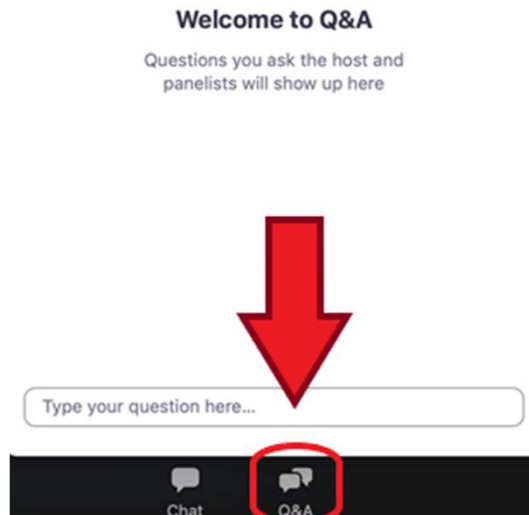 Welcome to Q&A
Questions you ask the host and
panelists will show up here
Type your question here...
Chat
Q&A